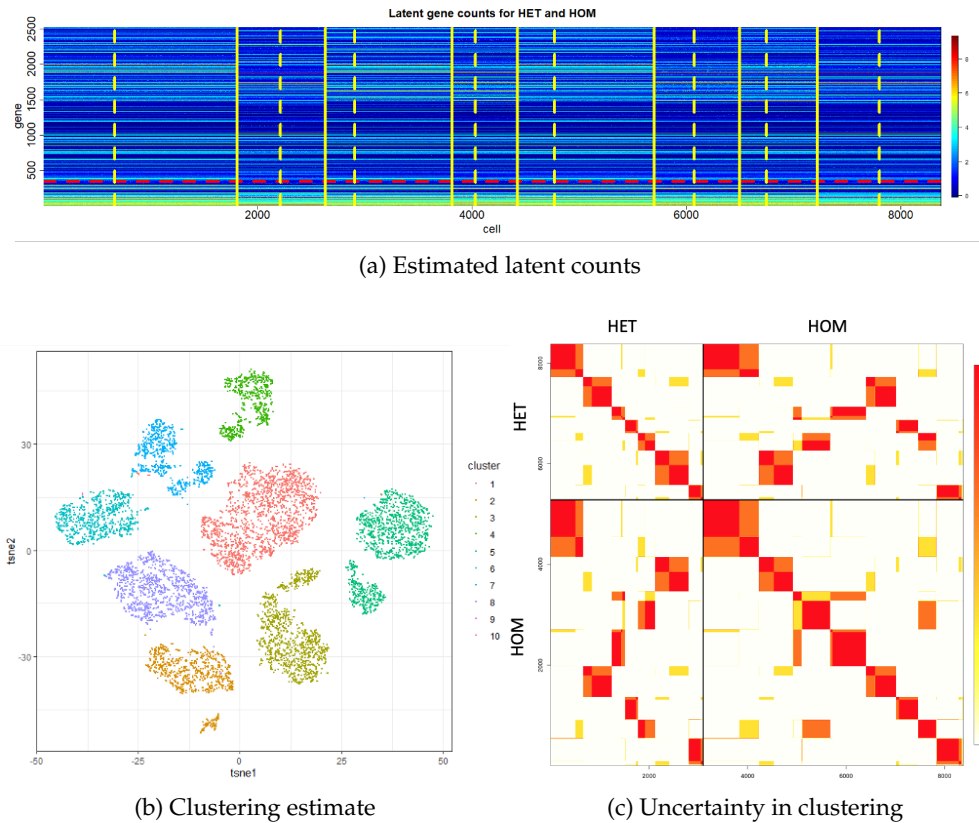 Latent gene counts for HET and HOM
gene
500 1000 1500 2000 2500
2000 4000 6000 8000
cell
0 2 4 6 8
(a) Estimated latent counts
tsne2
30
0
-30
-50 -25 0 25 50
tsne1
cluster
1
2
3
4
5
6
7
8
9
10
(b) Clustering estimate
HET HOM
HET
HOM
8000
6000
4000
2000
2000 4000 6000 8000
(c) Uncertainty in clustering